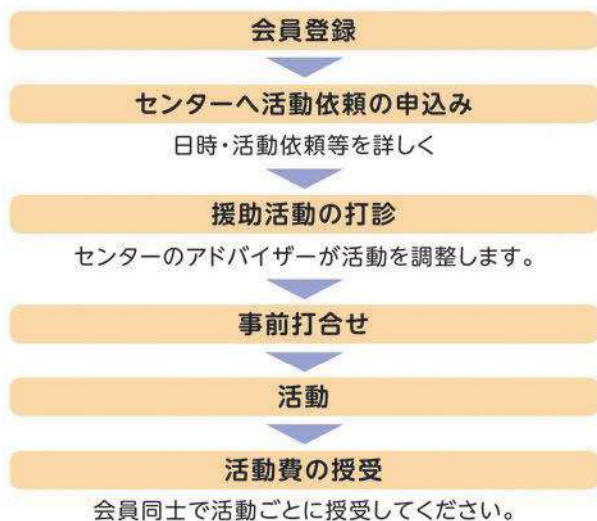 会員登録
センターへ活動依頼の申込み
日時・活動依頼等を詳しく
援助活動の打診
センターのアドバイザーが活動を調整します。
事前打合せ
活動
活動費の授受
会員同士で活動ごとに授受してください。